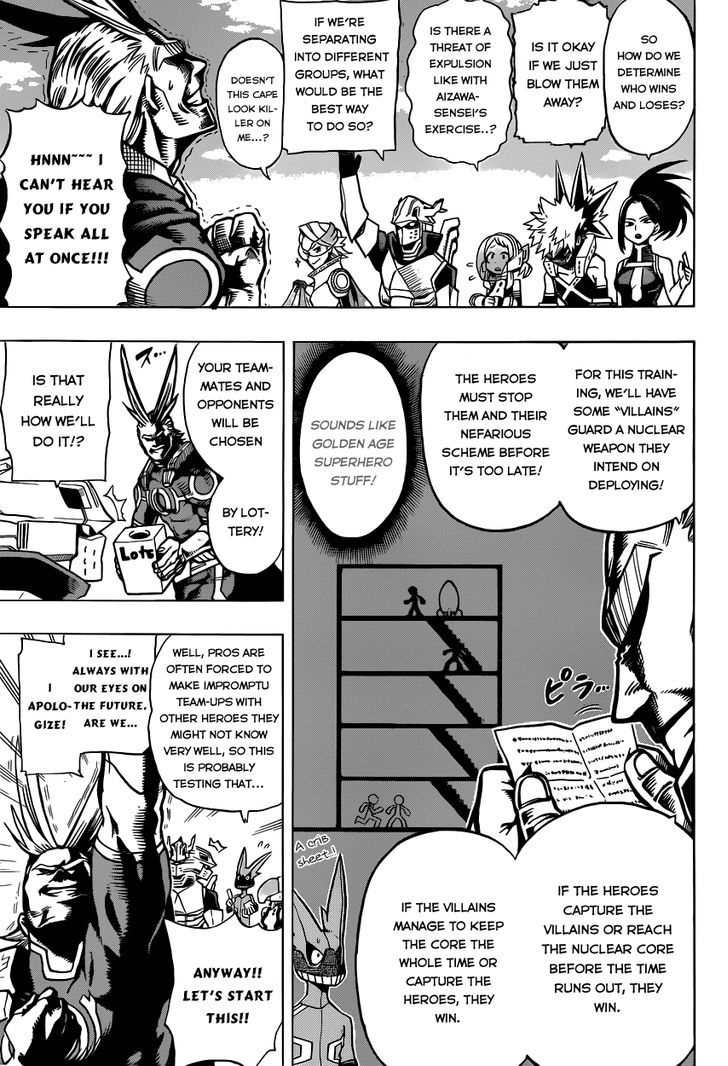 SO
HOW DO WE
DETERMINE
WHO WINS
AND LOSES?
IS IT OKAY
IF WE JUST
BLOW THEM
AWAY?
IS THERE A
THREAT OF
EXPULSION
LIKE WITH
AIZAWA-
SENSEI'S
EXERCISE..?
IF WE'RE
SEPARATING
INTO DIFFERENT
GROUPS, WHAT
WOULD BE THE
BEST WAY
TO DO SO?
DOESN'T
THIS CAPE
LOOK KIL-
LER ON
ME...?
HNNN~~~ I
CAN'T HEAR
YOU IF YOU
SPEAK ALL
AT ONCE!!!
FOR THIS TRAIN-
ING, WE'LL HAVE
SOME "VILLAINS"
GUARD A NUCLEAR
WEAPON THEY
INTEND ON
DEPLOYING!
THE HEROES
MUST STOP
THEM AND THEIR
NEFARIOUS
SCHEME BEFORE
IT'S TOO LATE!
SOUNDS LIKE
GOLDEN AGE
SUPERHERO
STUFF!
ピラ…
IF THE HEROES
CAPTURE THE
VILLAINS OR REACH
THE NUCLEAR CORE
BEFORE THE TIME
RUNS OUT, THEY
WIN.
IF THE VILLAINS
MANAGE TO KEEP
THE CORE THE
WHOLE TIME OR
CAPTURE THE
HEROES, THEY
WIN.
A crib
sheet..!
YOUR TEAM-
MATES AND
OPPONENTS
WILL BE
CHOSEN
BY LOT-
TERY!
ス…
Lots
IS THAT
REALLY
HOW WE'LL
DO IT!?
WELL, PROS ARE
OFTEN FORCED TO
MAKE IMPROMPTU
TEAM-UPS WITH
OTHER HEROES THEY
MIGHT NOT KNOW
VERY WELL, SO THIS
IS PROBABLY
TESTING THAT...
I SEE...!
ALWAYS WITH
OUR EYES ON
THE FUTURE,
ARE WE...
I
APOLO-
GIZE!
ANYWAY!!
LET'S START
THIS!!